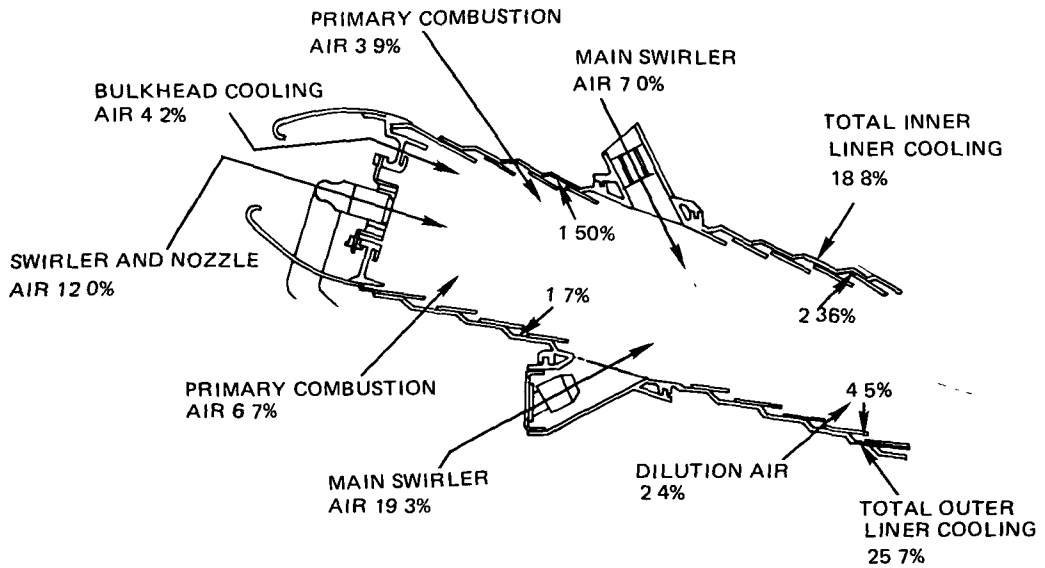 PRIMARY COMBUSTION
AIR 3 9%
MAIN SWIRLER
AIR 7 0%
BULKHEAD COOLING
AIR 4 2%
TOTAL INNER
LINER COOLING
18 8%
1 50%
SWIRLER AND NOZZLE
AIR 12 0%
1 7%
2 36%
PRIMARY COMBUSTION
AIR 6 7%
4 5%
MAIN SWIRLER
AIR 19 3%
DILUTION AIR
2 4%
TOTAL OUTER
LINER COOLING
25 7%